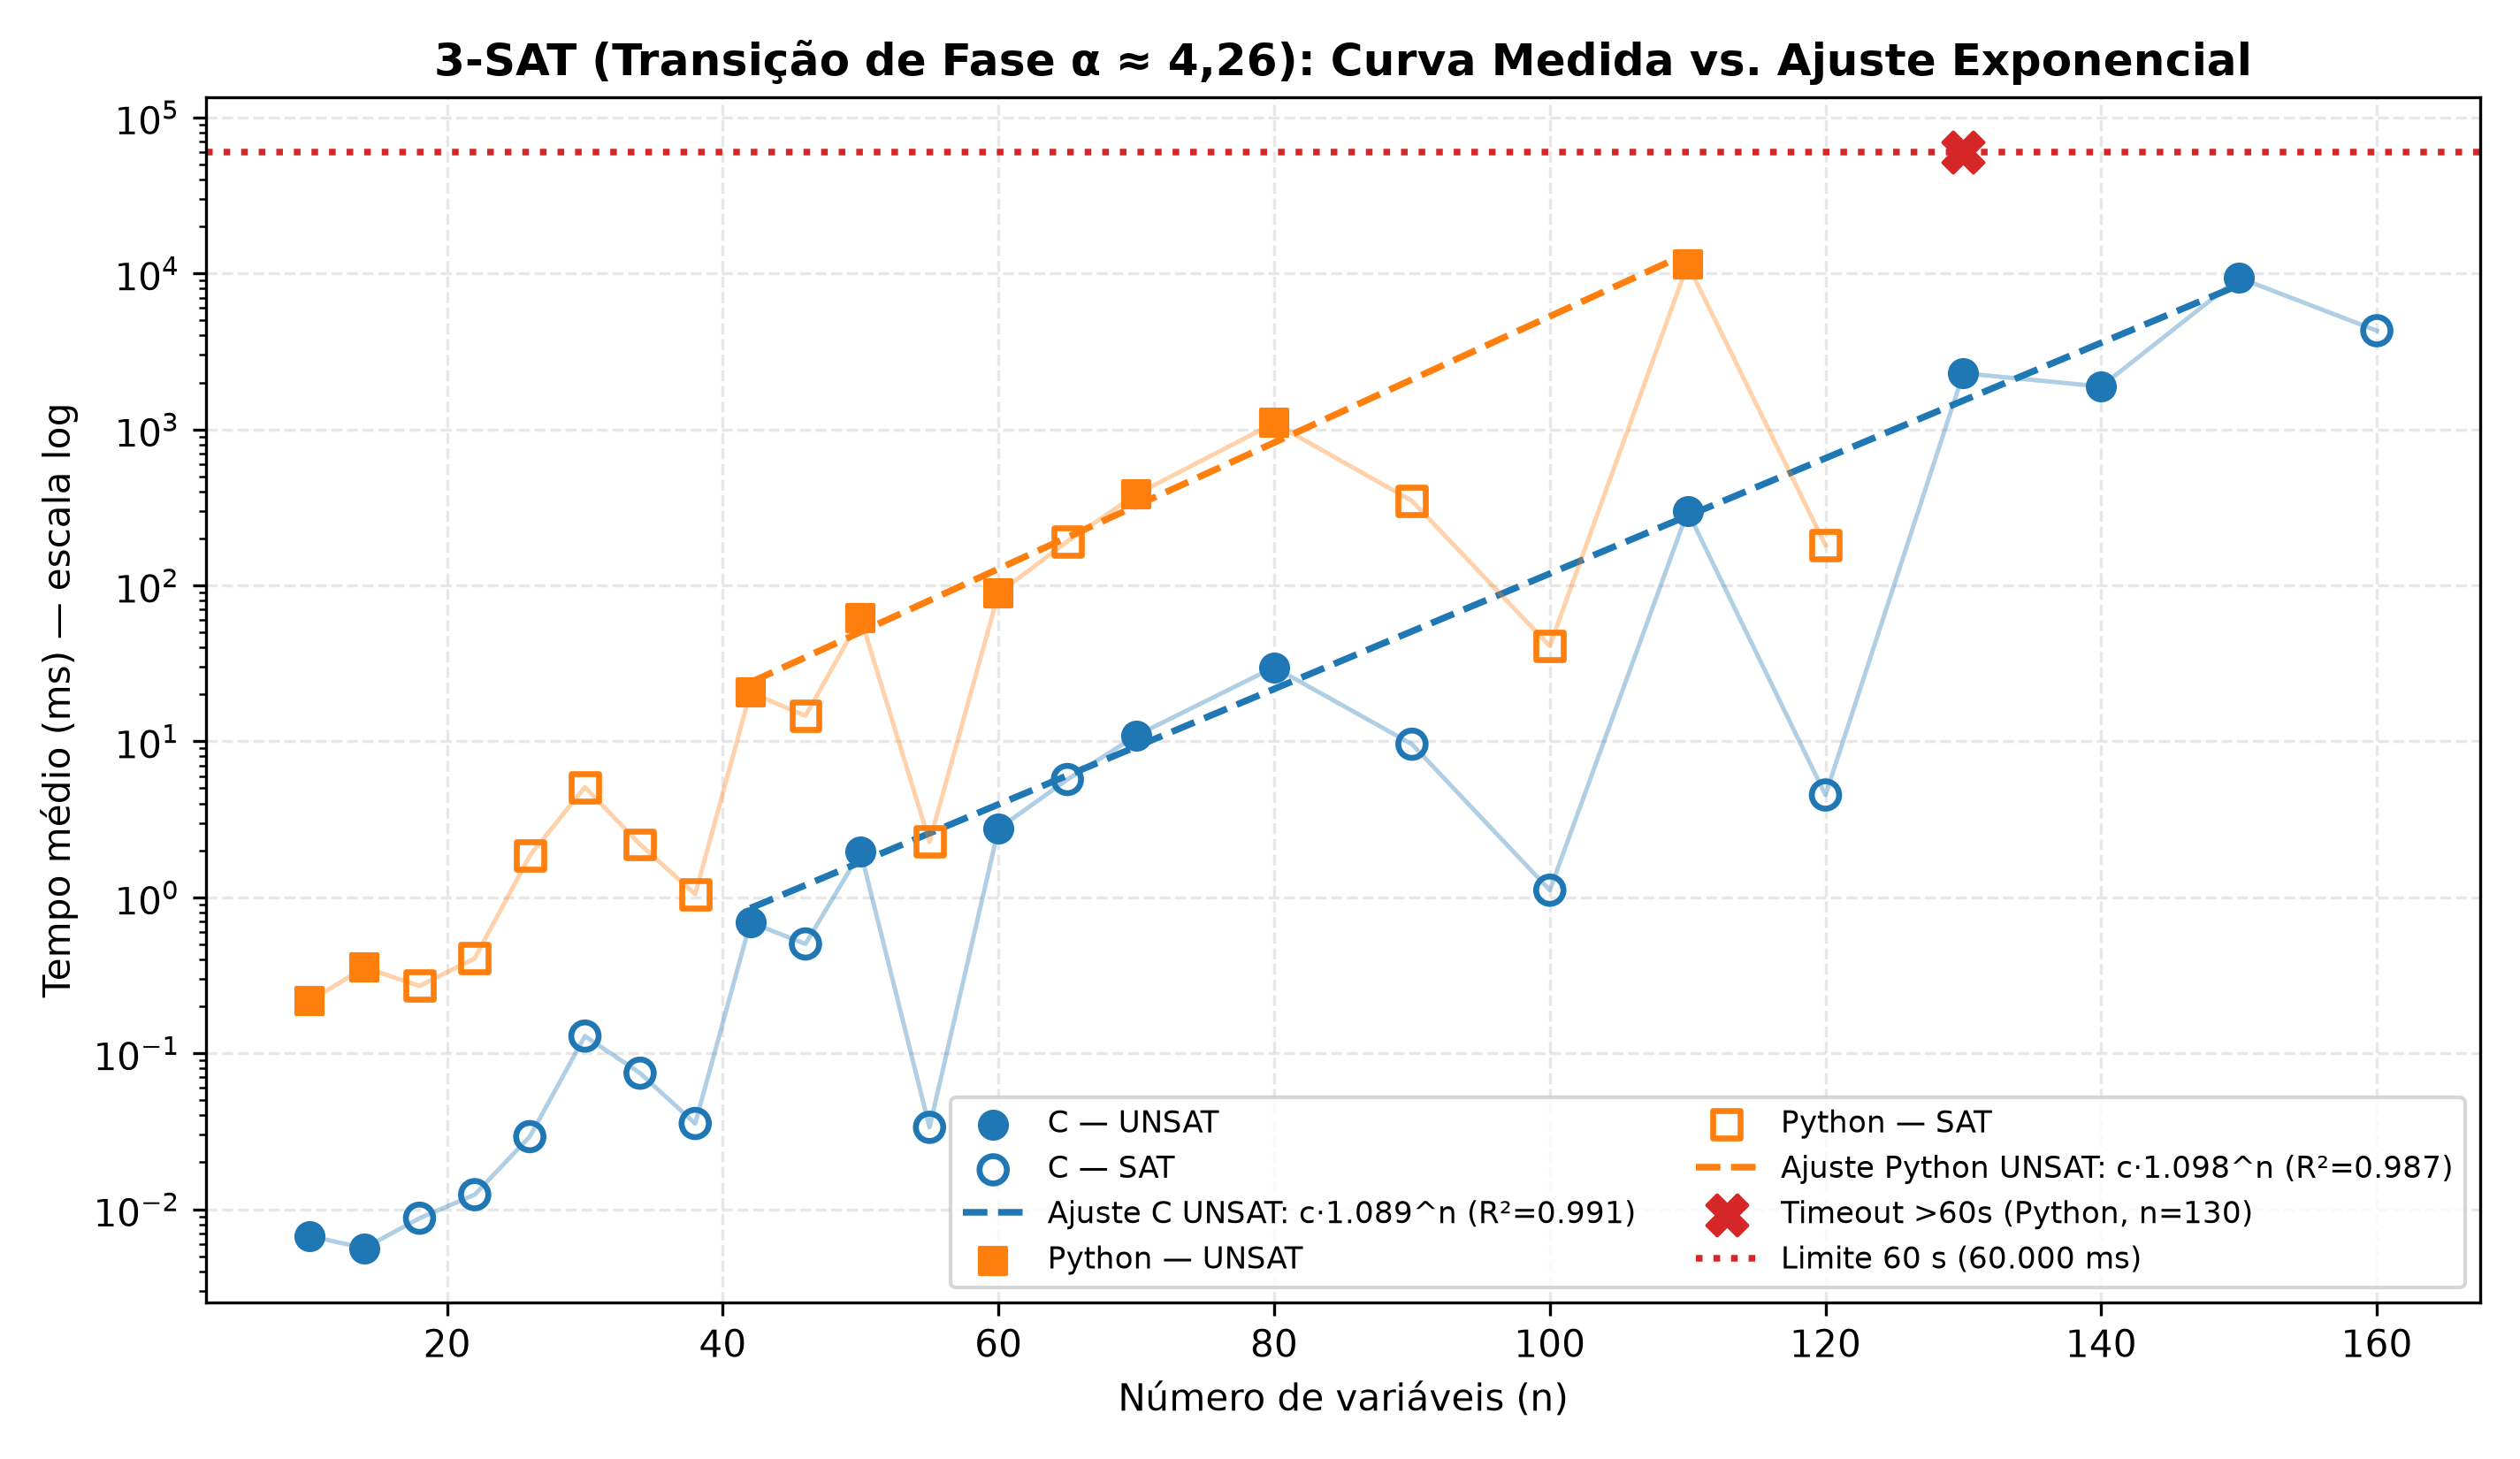 3-SAT (Transição de Fase α ≈ 4,26): Curva Medida vs. Ajuste Exponencial
Tempo médio (ms) — escala log
10⁵
10⁴
10³
10²
10¹
10⁰
10⁻¹
10⁻²
20 40 60 80 100 120 140 160
Número de variáveis (n)
C — UNSAT
C — SAT
Ajuste C UNSAT: c·1.089^n (R²=0.991)
Python — UNSAT
Python — SAT
Ajuste Python UNSAT: c·1.098^n (R²=0.987)
Timeout >60s (Python, n=130)
Limite 60 s (60.000 ms)